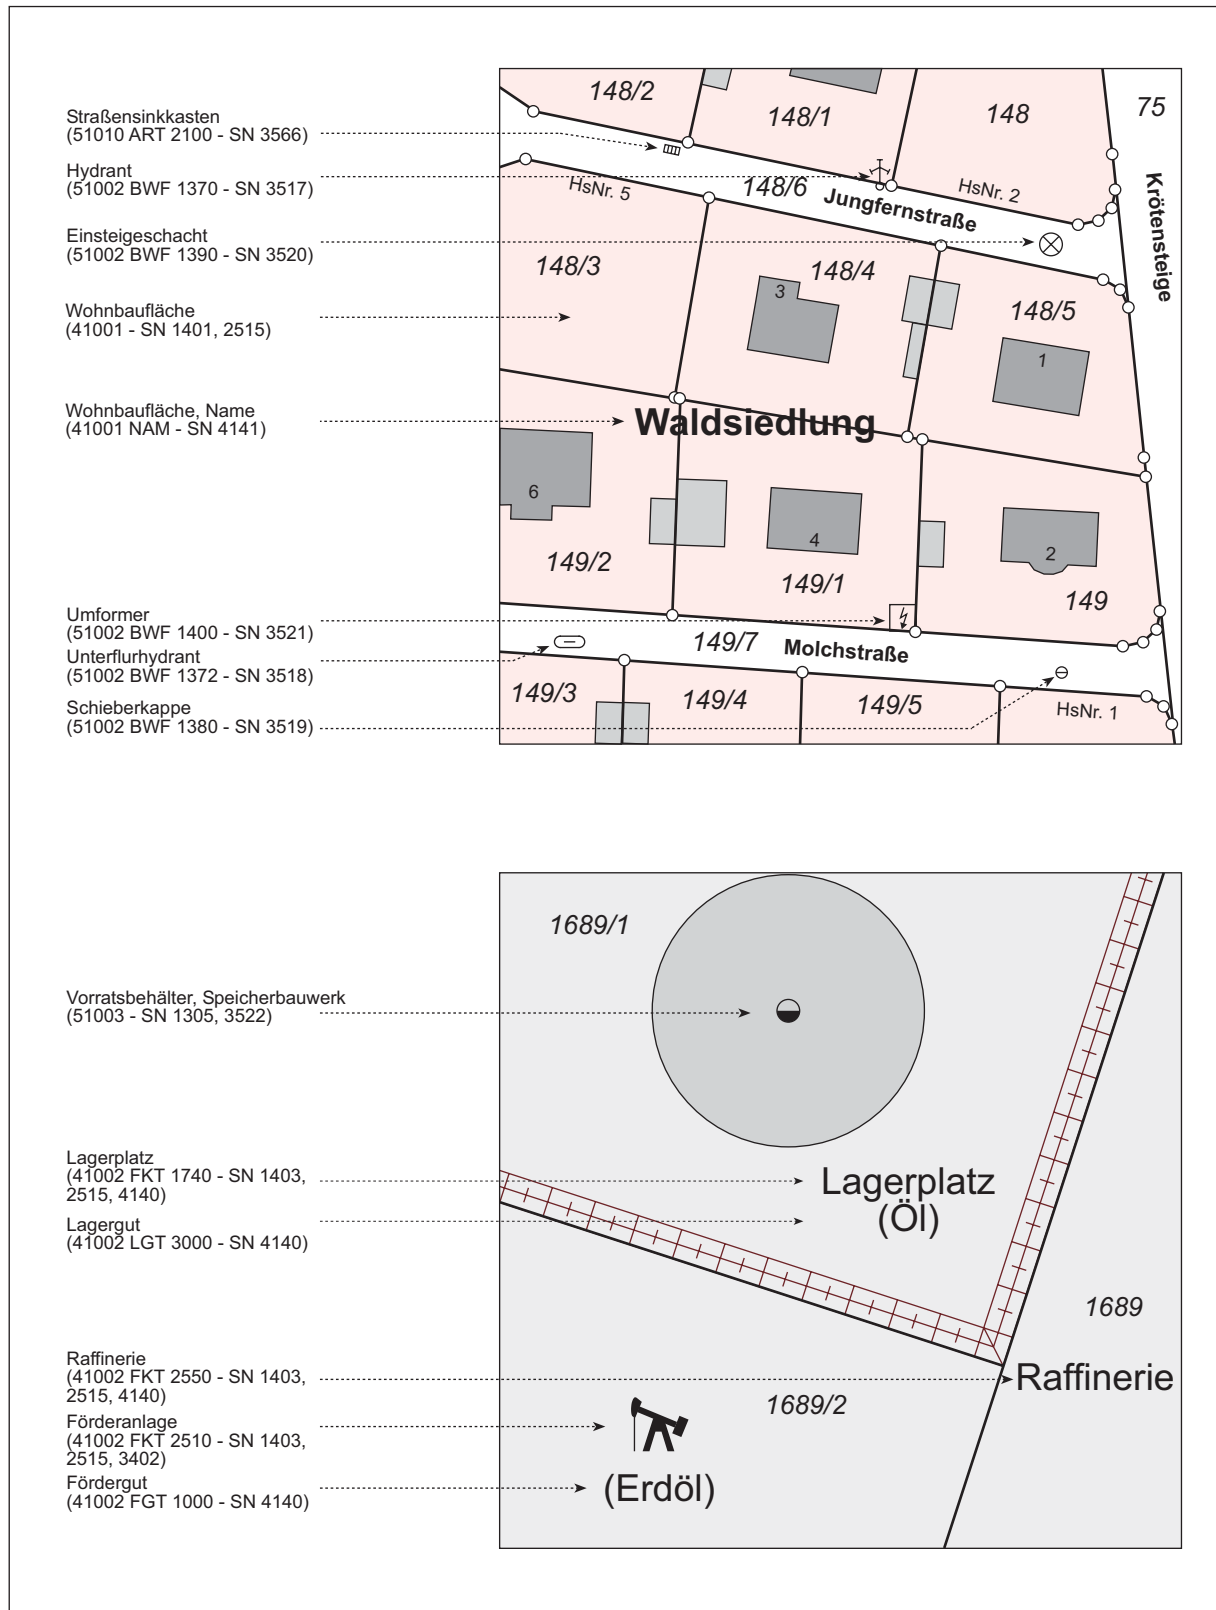 Straßensinkkasten
(51010 ART 2100 - SN 3566)
Hydrant
(51002 BWF 1370 - SN 3517)
Einsteigeschacht
(51002 BWF 1390 - SN 3520)
Wohnbaufläche
(41001 - SN 1401, 2515)
Wohnbaufläche, Name
(41001 NAM - SN 4141)
Umformer
(51002 BWF 1400 - SN 3521)
Unterflurhydrant
(51002 BWF 1372 - SN 3518)
Schieberkappe
(51002 BWF 1380 - SN 3519)
148/2
148/1
148
75
HsNr. 5
148/6
Jungfernstraße
HsNr. 2
Krötensteige
148/3
148/4
3
148/5
1
Waldsiedlung
6
4
2
149/2
149/1
149
149/7
Molchstraße
149/3
149/4
149/5
HsNr. 1
Vorratsbehälter, Speicherbauwerk
(51003 - SN 1305, 3522)
Lagerplatz
(41002 FKT 1740 - SN 1403,
2515, 4140)
Lagergut
(41002 LGT 3000 - SN 4140)
Raffinerie
(41002 FKT 2550 - SN 1403,
2515, 4140)
Förderanlage
(41002 FKT 2510 - SN 1403,
2515, 3402)
Fördergut
(41002 FGT 1000 - SN 4140)
1689/1
Lagerplatz
(Öl)
1689
Raffinerie
1689/2
(Erdöl)